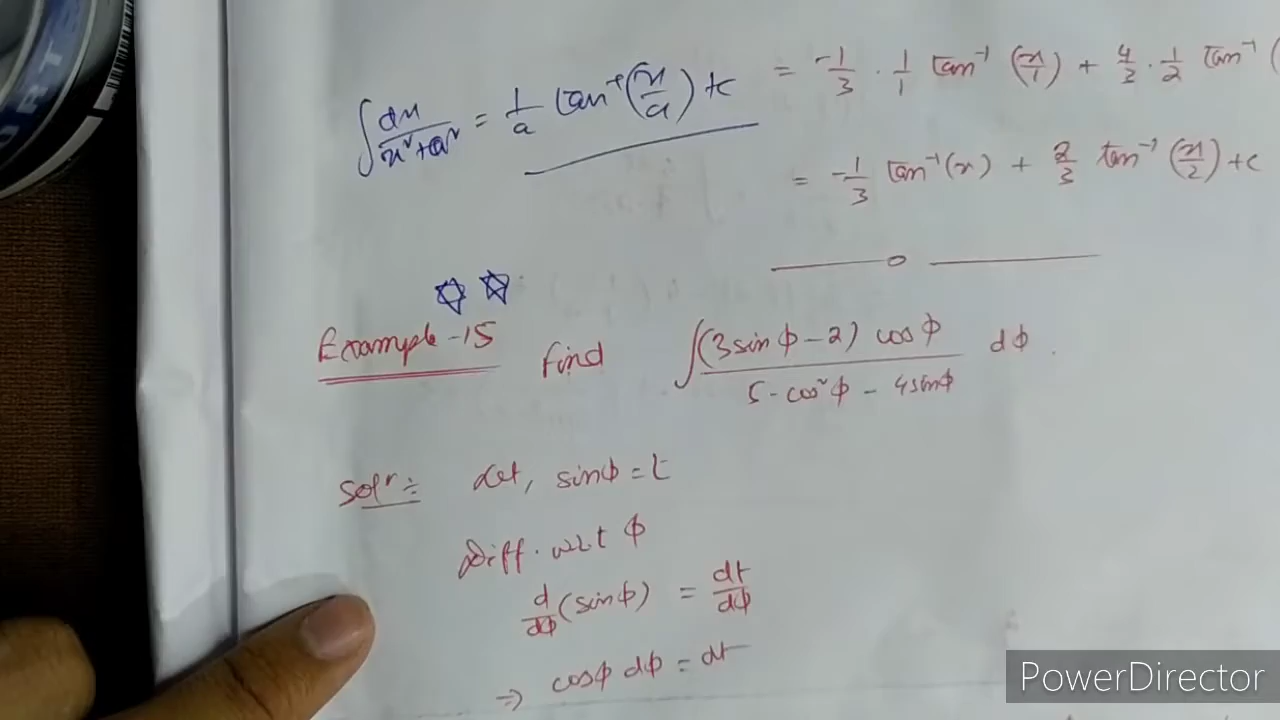 ORTS
∫ dx/(x²+a²) = 1/a tan⁻¹(x/a) + c
= -1/3 · 1/1 tan⁻¹ (x/1) + 4/3 · 1/2 tan⁻¹ (
= -1/3 tan⁻¹(x) + 2/3 tan⁻¹ (x/2) + c
Example-15 Find ∫ (3sinϕ-2) cosϕ / (5-cos²ϕ - 4sinϕ) dϕ.
Solⁿ:- Let, sinϕ = t
Diff. wrt ϕ
d/dϕ (sinϕ) = dt/dϕ
⇒ cosϕ dϕ = dt
PowerDirector